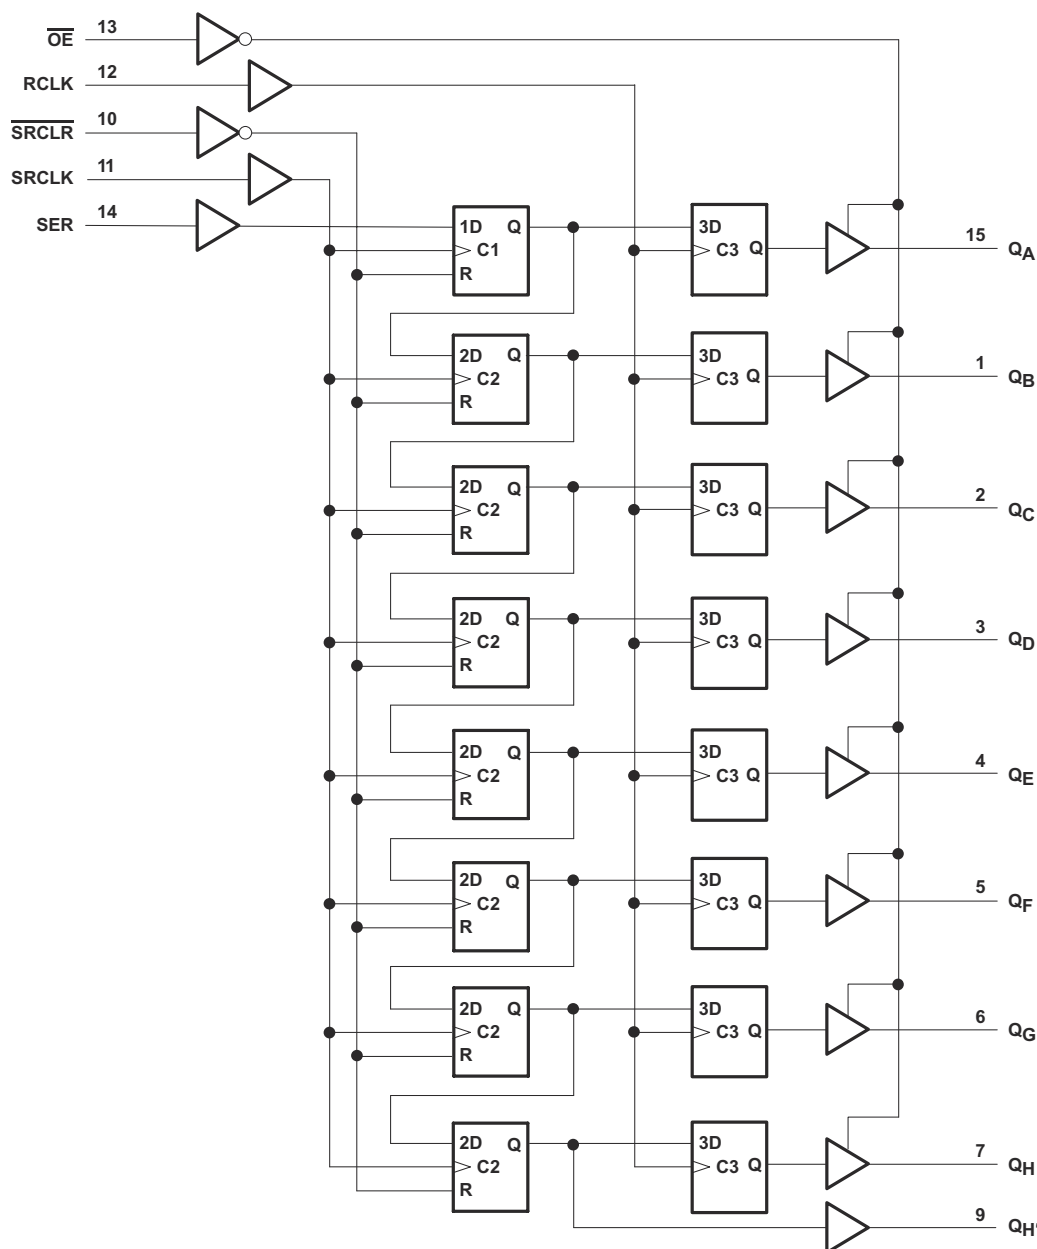 OE 13
RCLK 12
SRCLR 10
SRCLK 11
SER 14
1D Q 3D
C1 C3 Q 15 QA
R
2D Q 3D
C2 C3 Q 1 QB
R
2D Q 3D
C2 C3 Q 2 QC
R
2D Q 3D
C2 C3 Q 3 QD
R
2D Q 3D
C2 C3 Q 4 QE
R
2D Q 3D
C2 C3 Q 5 QF
R
2D Q 3D
C2 C3 Q 6 QG
R
2D Q 3D
C2 C3 Q 7 QH
R
9 QH'